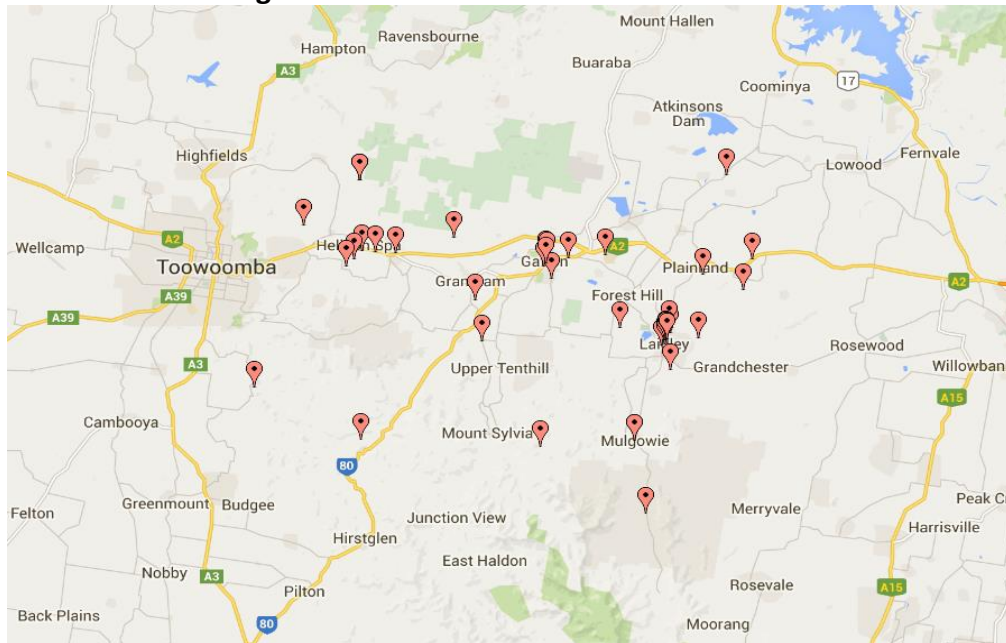 g
Mount Hallen
Hampton
Ravensbourne
A3
Buaraba
17
Coominya
Atkinsons
Dam
Highfields
Lowood
Fernvale
Wellcamp
A2
A2
Toowoomba
Plainland
A2
A39
A39
Forest Hill
A3
Upper Tenthill
Grandchester
Rosewood
Willowban
A15
Cambooya
Mount Sylvia
Mulgowie
80
Greenmount
Budgee
Merryvale
Peak C
Felton
Junction View
Harrisville
Hirstglen
East Haldon
Nobby
A3
Pilton
Rosevale
A15
Back Plains
80
Moorang